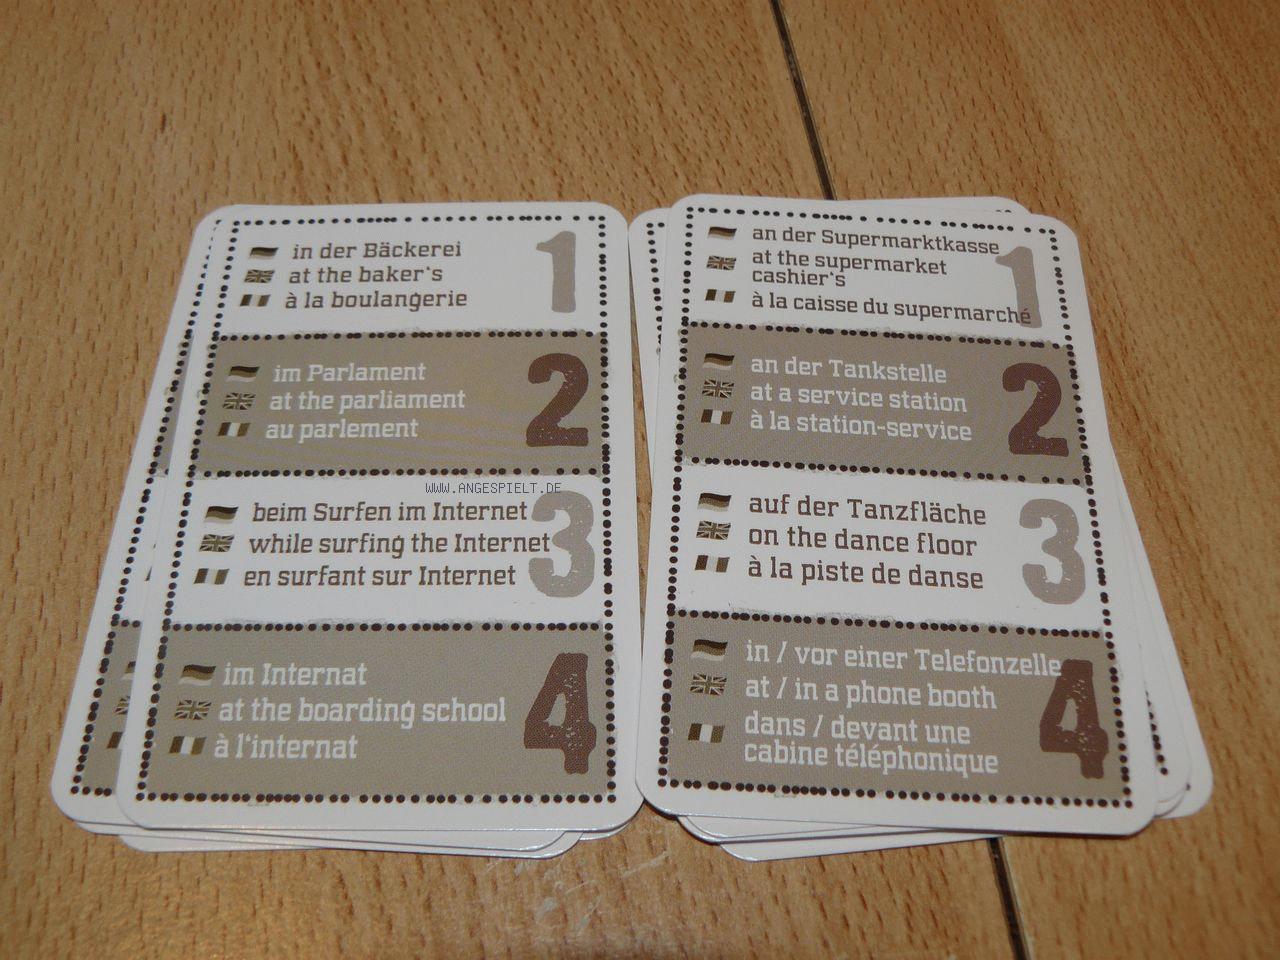 in der Bäckerei
at the baker's
à la boulangerie
1
im Parlament
at the parliament
au parlement
2
beim Surfen im Internet
while surfing the Internet
en surfant sur Internet
3
im Internat
at the boarding school
à l'internat
4
an der Supermarktkasse
at the supermarket
cashier's
à la caisse du supermarché
1
an der Tankstelle
at a service station
à la station-service
2
auf der Tanzfläche
on the dance floor
à la piste de danse
3
in / vor einer Telefonzelle
at / in a phone booth
dans / devant une
cabine téléphonique
4
WWW.ANGESPIELT.DE